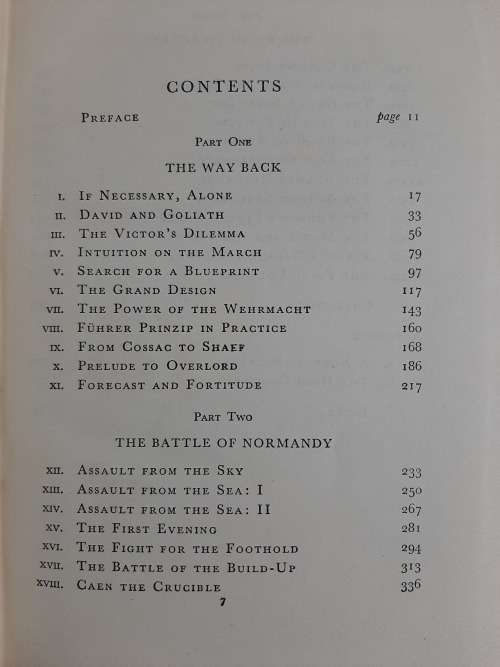 CONTENTS
PREFACE page 11
PART ONE
THE WAY BACK
I. IF NECESSARY, ALONE 17
II. DAVID AND GOLIATH 33
III. THE VICTOR'S DILEMMA 56
IV. INTUITION ON THE MARCH 79
V. SEARCH FOR A BLUEPRINT 97
VI. THE GRAND DESIGN 117
VII. THE POWER OF THE WEHRMACHT 143
VIII. FÜHRER PRINZIP IN PRACTICE 160
IX. FROM COSSAC TO SHAEF 168
X. PRELUDE TO OVERLORD 186
XI. FORECAST AND FORTITUDE 217
PART TWO
THE BATTLE OF NORMANDY
XII. ASSAULT FROM THE SKY 233
XIII. ASSAULT FROM THE SEA: I 250
XIV. ASSAULT FROM THE SEA: II 267
XV. THE FIRST EVENING 281
XVI. THE FIGHT FOR THE FOOTHOLD 294
XVII. THE BATTLE OF THE BUILD-UP 313
XVIII. CAEN THE CRUCIBLE 336
7